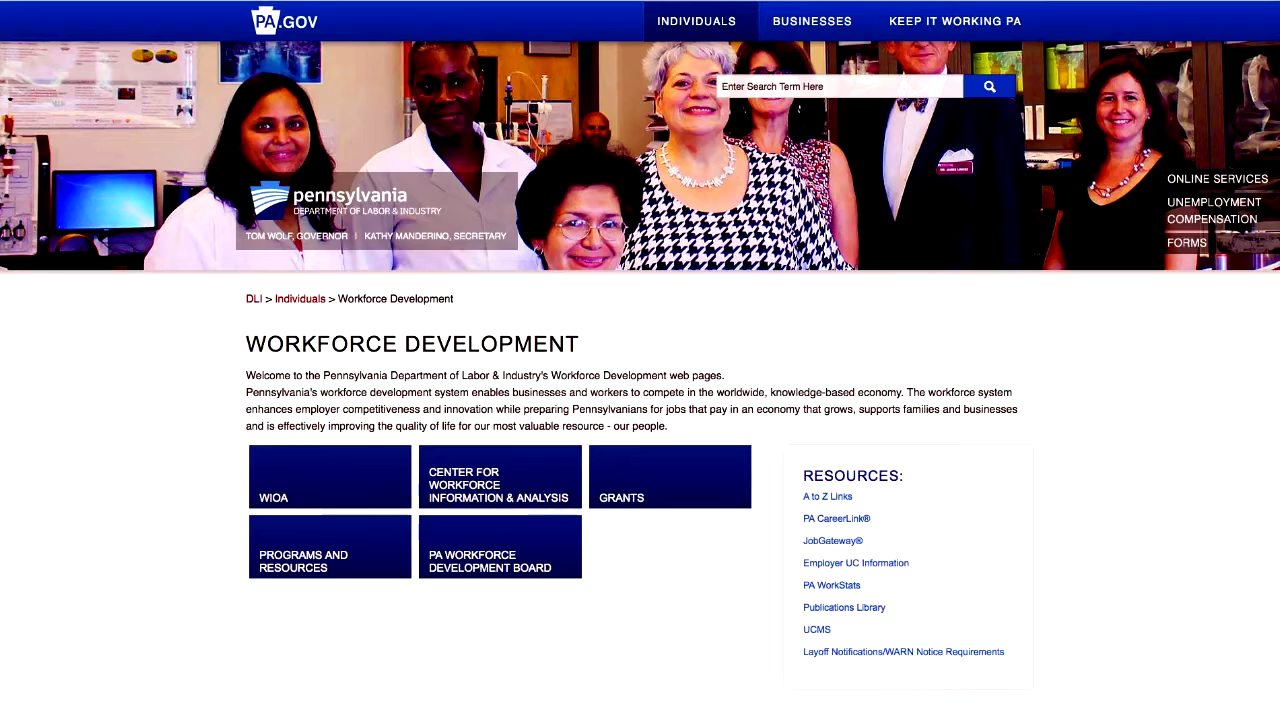 PA.GOV
INDIVIDUALS
BUSINESSES
KEEP IT WORKING PA
Enter Search Term Here
pennsylvania
DEPARTMENT OF LABOR & INDUSTRY
TOM WOLF, GOVERNOR | KATHY MANDERINO, SECRETARY
ONLINE SERVICES
UNEMPLOYMENT
COMPENSATION
FORMS
DLI > Individuals > Workforce Development
WORKFORCE DEVELOPMENT
Welcome to the Pennsylvania Department of Labor & Industry's Workforce Development web pages.
Pennsylvania's workforce development system enables businesses and workers to compete in the worldwide, knowledge-based economy. The workforce system
enhances employer competitiveness and innovation while preparing Pennsylvanians for jobs that pay in an economy that grows, supports families and businesses
and is effectively improving the quality of life for our most valuable resource - our people.
WIOA
CENTER FOR
WORKFORCE
INFORMATION & ANALYSIS
GRANTS
PROGRAMS AND
RESOURCES
PA WORKFORCE
DEVELOPMENT BOARD
RESOURCES:
A to Z Links
PA CareerLink®
JobGateway®
Employer UC Information
PA WorkStats
Publications Library
UCMS
Layoff Notifications/WARN Notice Requirements